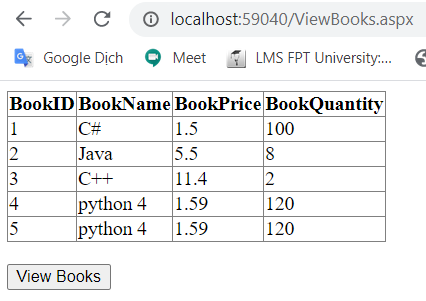 localhost:59040/ViewBooks.aspx
Google Dịch Meet LMS FPT University:...
BookID BookName BookPrice BookQuantity
1 C# 1.5 100
2 Java 5.5 8
3 C++ 11.4 2
4 python 4 1.59 120
5 python 4 1.59 120
View Books